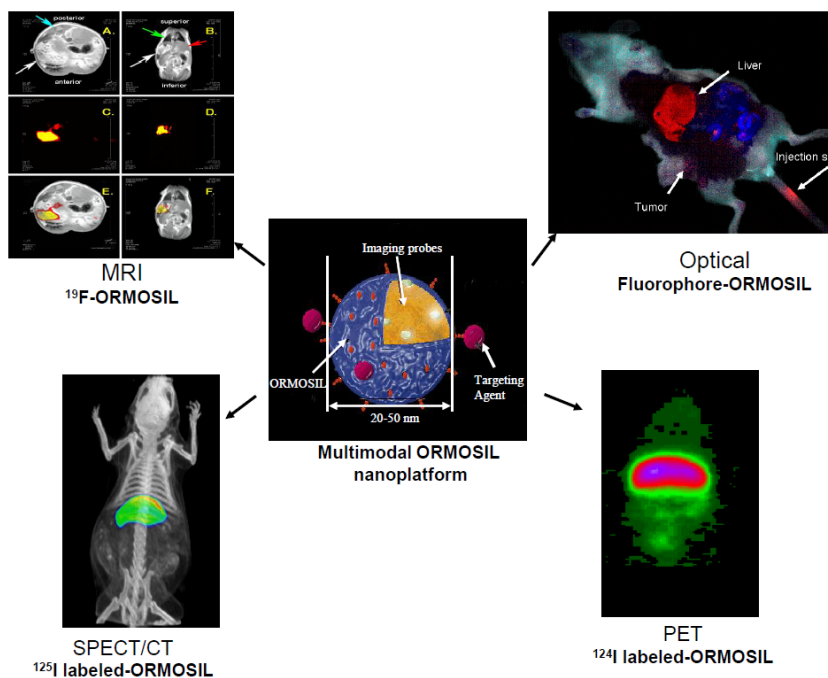 posterior
A.
anterior
superior
B.
inferior
C.
D.
E.
F.
MRI
19F-ORMOSIL
Liver
Injection s
Tumor
Optical
Fluorophore-ORMOSIL
Imaging probes
ORMOSIL
Targeting
Agent
20-50 nm
Multimodal ORMOSIL
nanoplatform
SPECT/CT
125I labeled-ORMOSIL
PET
124I labeled-ORMOSIL